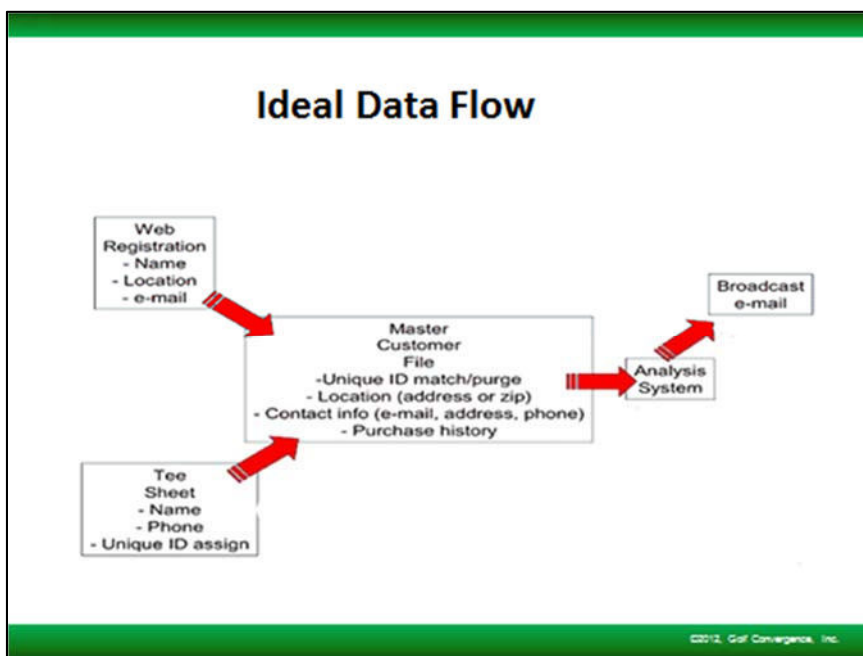 Ideal Data Flow
Web
Registration
- Name
- Location
- e-mail
Master
Customer
File
-Unique ID match/purge
- Location (address or zip)
- Contact info (e-mail, address, phone)
- Purchase history
Tee
Sheet
- Name
- Phone
- Unique ID assign
Analysis
System
Broadcast
e-mail
©2012, Golf Convergence, Inc.